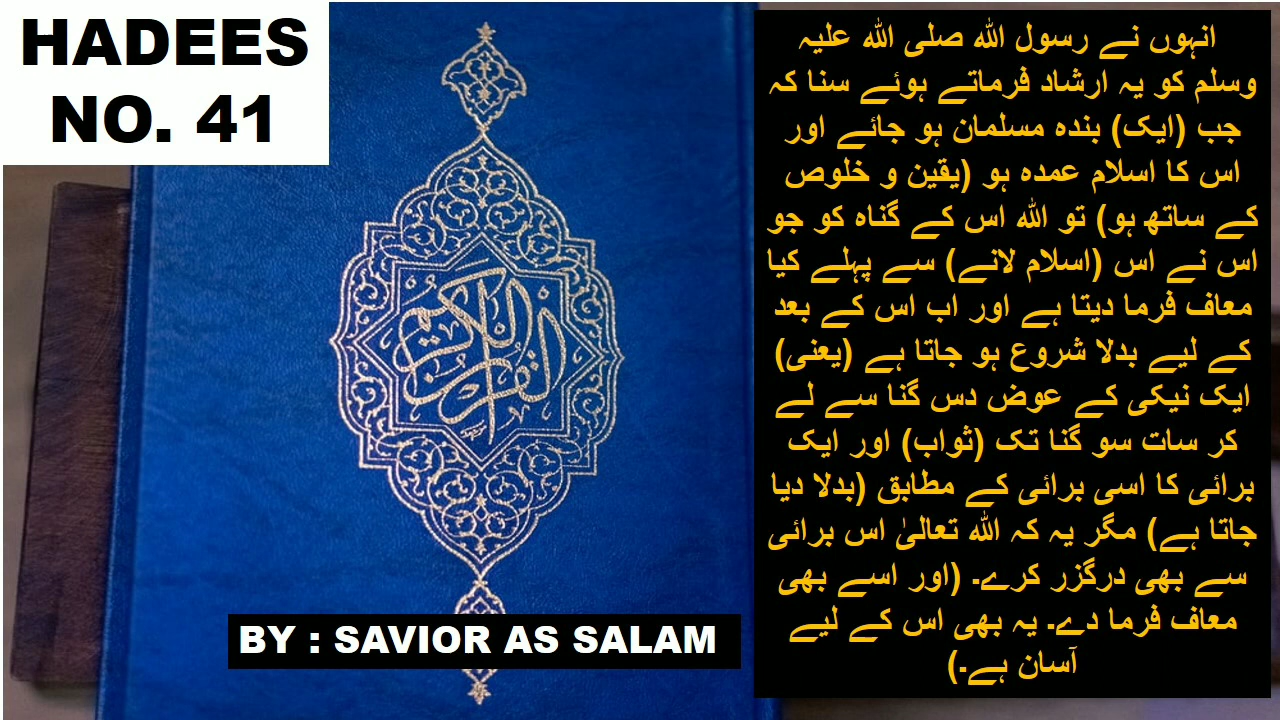 HADEES
NO. 41
انہوں نے رسول اللہ صلی اللہ علیہ
وسلم کو یہ ارشاد فرماتے ہوئے سنا کہ
جب (ایک) بندہ مسلمان ہو جائے اور
اس کا اسلام عمدہ ہو (یقین و خلوص
کے ساتھ ہو) تو اللہ اس کے گناہ کو جو
اس نے اس (اسلام لانے) سے پہلے کیا
معاف فرما دیتا ہے اور اب اس کے بعد
کے لیے بدلا شروع ہو جاتا ہے (یعنی)
ایک نیکی کے عوض دس گنا سے لے
کر سات سو گنا تک (ثواب) اور ایک
برائی کا اسی برائی کے مطابق (بدلا دیا
جاتا ہے) مگر یہ کہ اللہ تعالیٰ اس برائی
سے بھی درگزر کرے۔ (اور اسے بھی
معاف فرما دے۔ یہ بھی اس کے لیے
آسان ہے۔)
القرآن الكريم
BY : SAVIOR AS SALAM